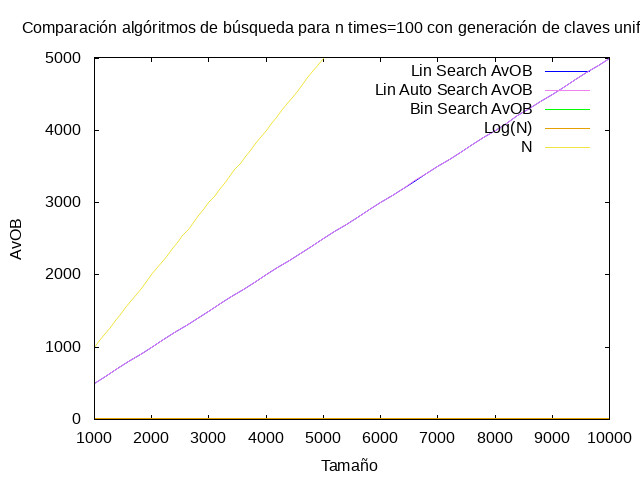 Comparación algóritmos de búsqueda para n times=100 con generación de claves unif
5000
4000
3000
2000
1000
0
AvOB
Lin Search AvOB
Lin Auto Search AvOB
Bin Search AvOB
Log(N)
N
1000 2000 3000 4000 5000 6000 7000 8000 9000 10000
Tamaño